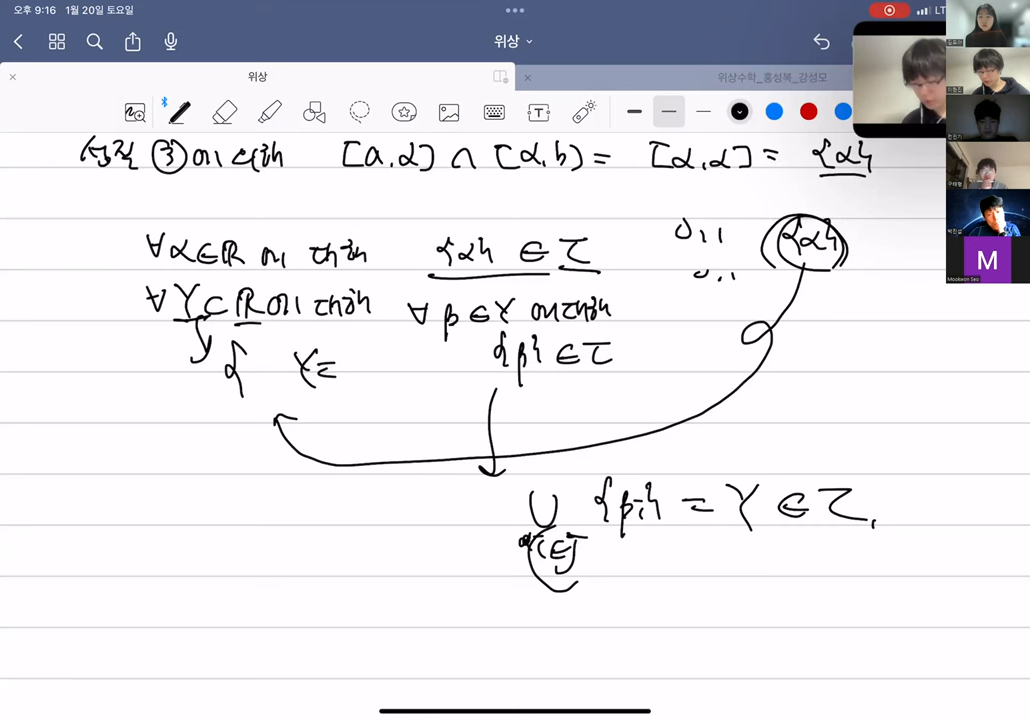 오후 9:16 1월 20일 토요일
LT
위상
위상
위상수학_홍성복_강성모
성질 ③에 의해 [a,α] ∩ [α,b) = [α,α] = {α}
∀α∈ℝ 에 대해 {α} ∈ τ {α}
∀Y⊂ℝ에 대해 ∀β∈Y에 대해
{ Y= {β} ∈ τ
∪ {βi} = Y ∈ τ.
i∈J
M
Mookwon Seo